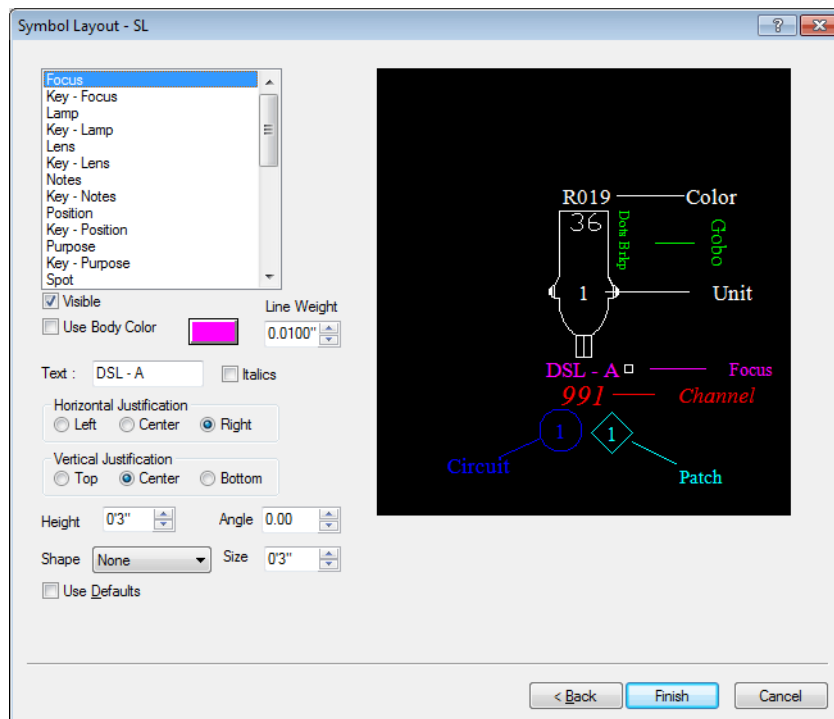 Symbol Layout - SL
Focus
Key - Focus
Lamp
Key - Lamp
Lens
Key - Lens
Notes
Key - Notes
Position
Key - Position
Purpose
Key - Purpose
Spot
Visible
Use Body Color
Line Weight
0.0100"
Text : DSL - A Italics
Horizontal Justification
Left Center Right
Vertical Justification
Top Center Bottom
Height 0'3" Angle 0.00
Shape None Size 0'3"
Use Defaults
R019 Color
36
Dots Brkp
Gobo
1 Unit
DSL - A Focus
991 Channel
1 1
Circuit
Patch
< Back Finish Cancel